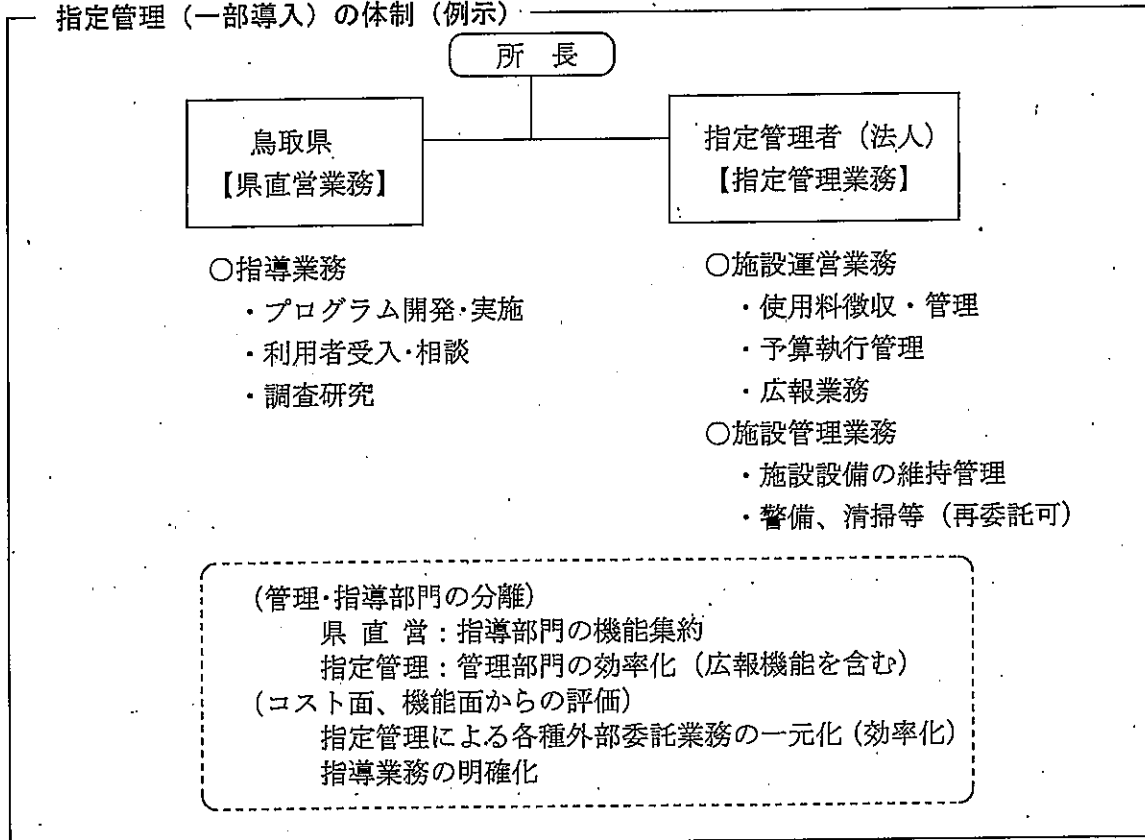 指定管理（一部導入）の体制（例示）
所　長
鳥取県
【県直営業務】
指定管理者（法人）
【指定管理業務】
○指導業務
・プログラム開発・実施
・利用者受入・相談
・調査研究
○施設運営業務
・使用料徴収・管理
・予算執行管理
・広報業務
○施設管理業務
・施設設備の維持管理
・警備、清掃等（再委託可）
（管理・指導部門の分離）
県 直 営：指導部門の機能集約
指定管理：管理部門の効率化（広報機能を含む）
（コスト面、機能面からの評価）
指定管理による各種外部委託業務の一元化（効率化）
指導業務の明確化